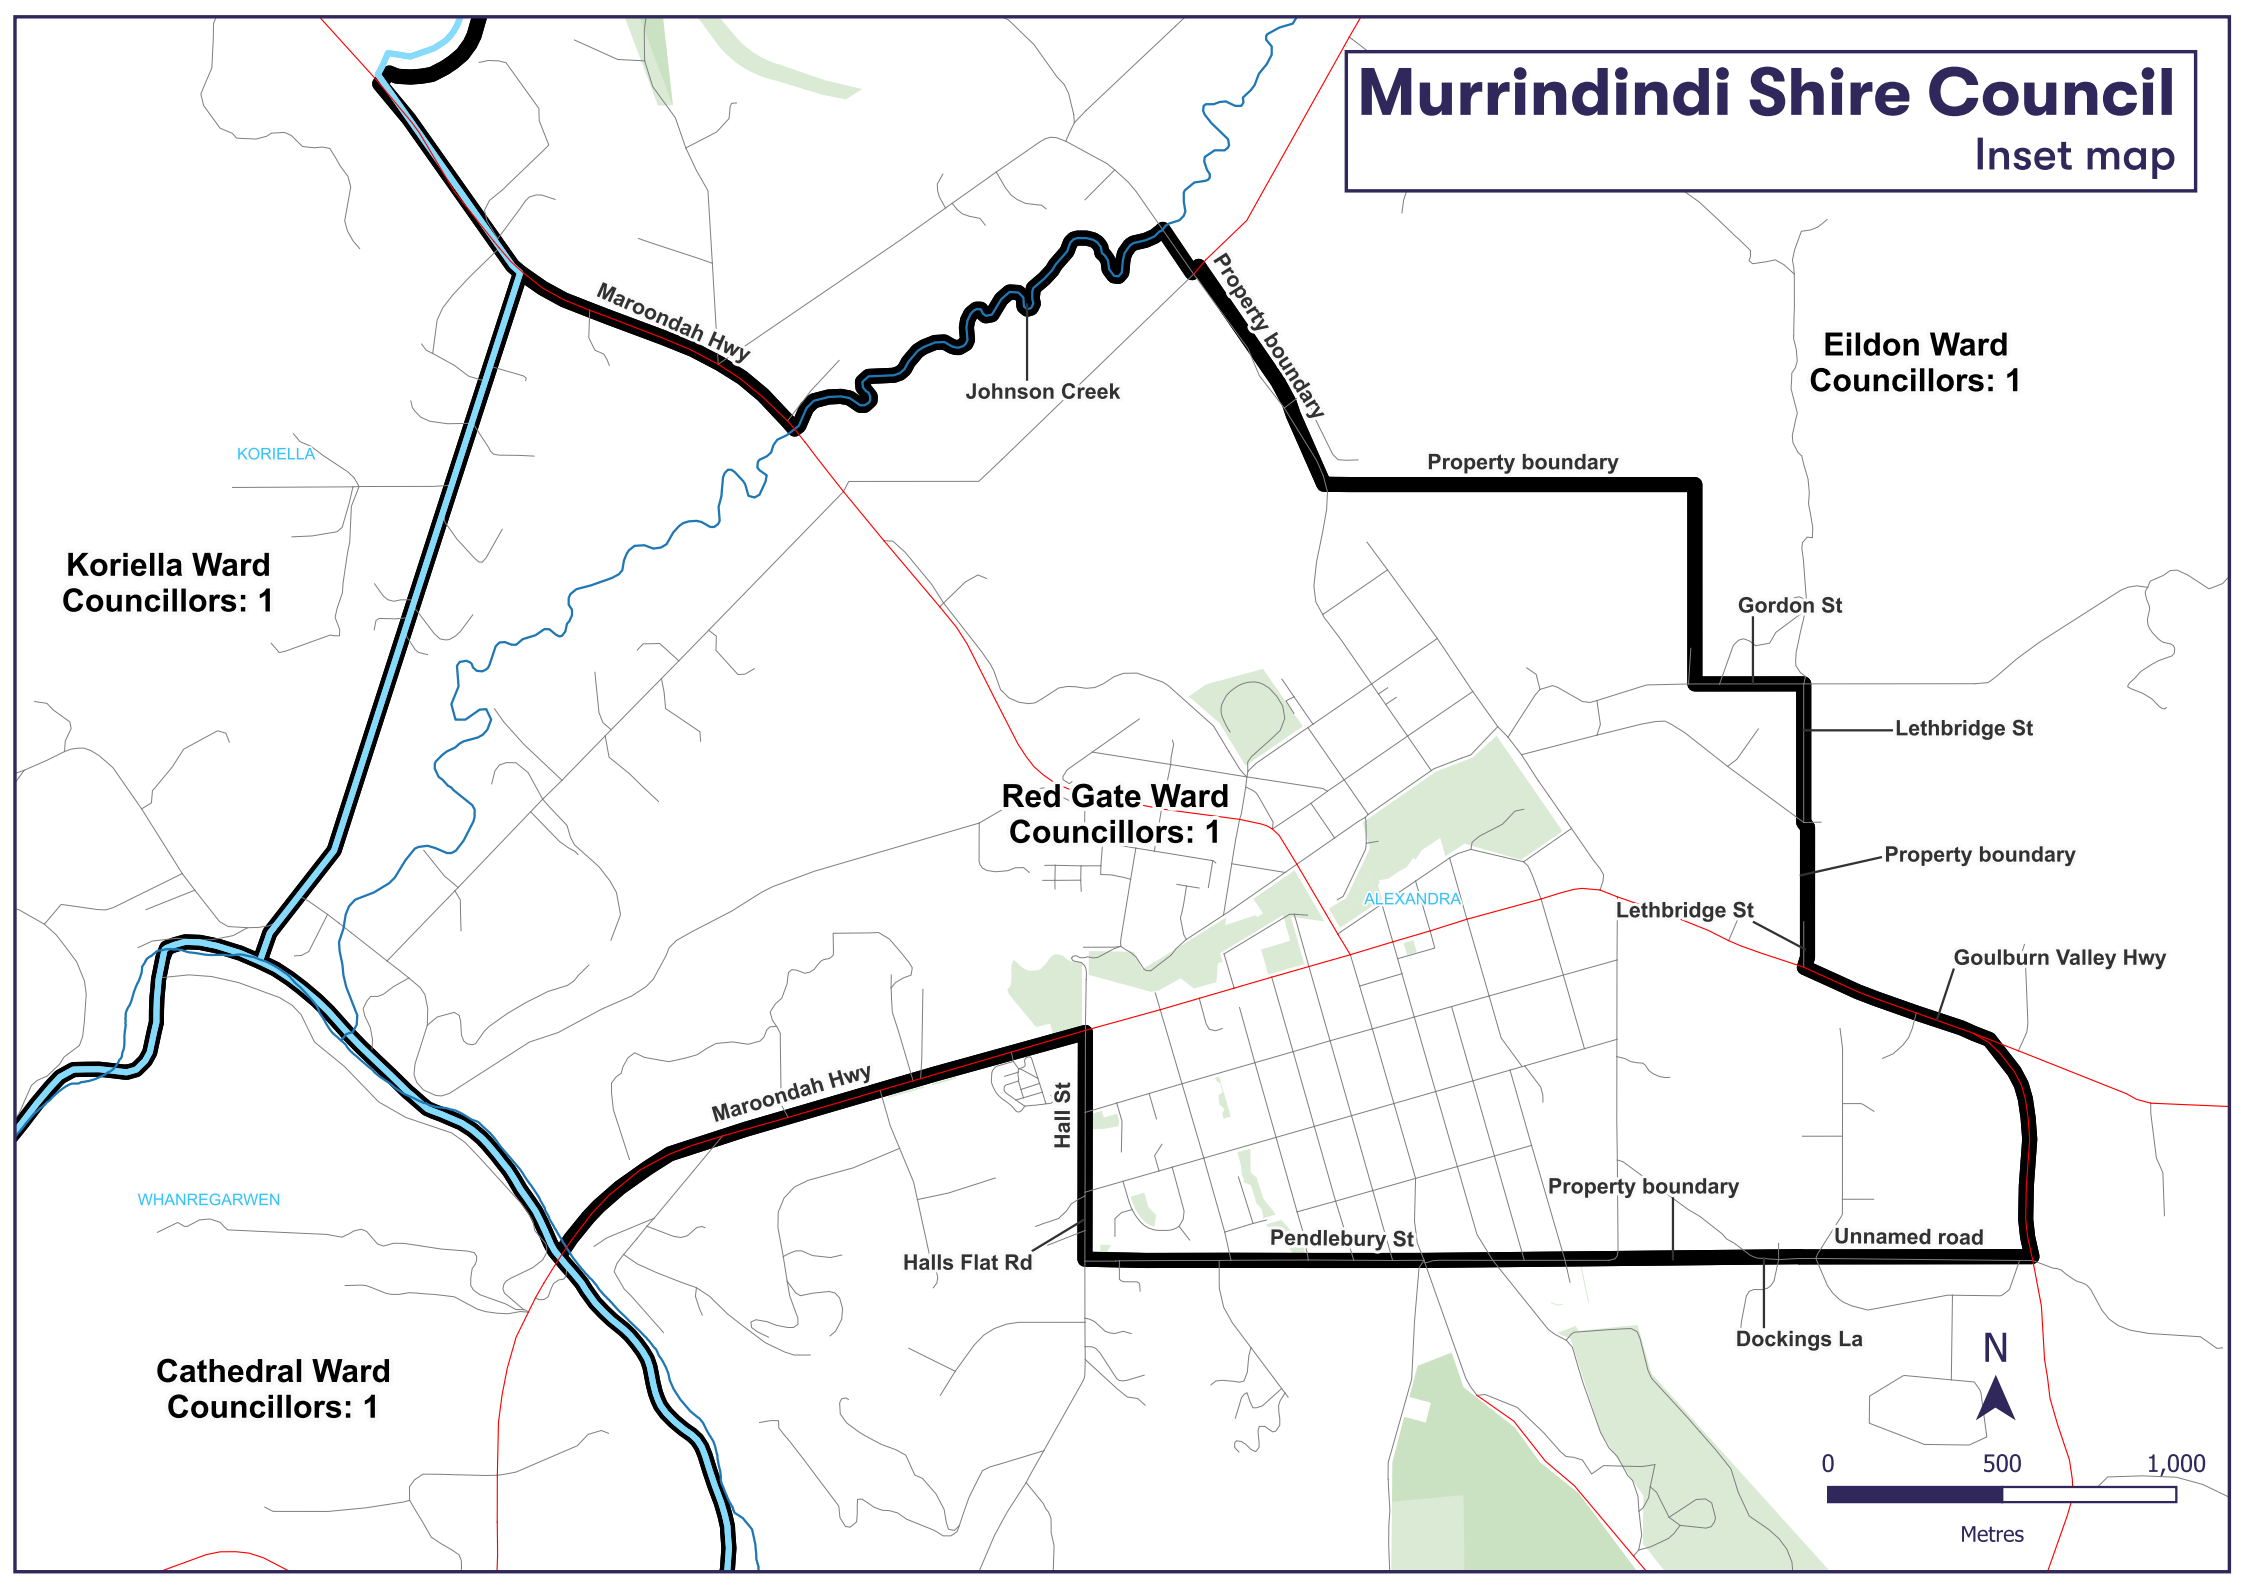 Murrindindi Shire Council
Inset map
Maroondah Hwy
Property boundary
Johnson Creek
Eildon Ward
Councillors: 1
KORIELLA
Property boundary
Koriella Ward
Councillors: 1
Gordon St
Lethbridge St
Red Gate Ward
Councillors: 1
Property boundary
ALEXANDRA
Lethbridge St
Goulburn Valley Hwy
Maroondah Hwy
Hall St
WHANREGARWEN
Property boundary
Halls Flat Rd
Pendlebury St
Unnamed road
Dockings La
Cathedral Ward
Councillors: 1
N
0 500 1,000
Metres